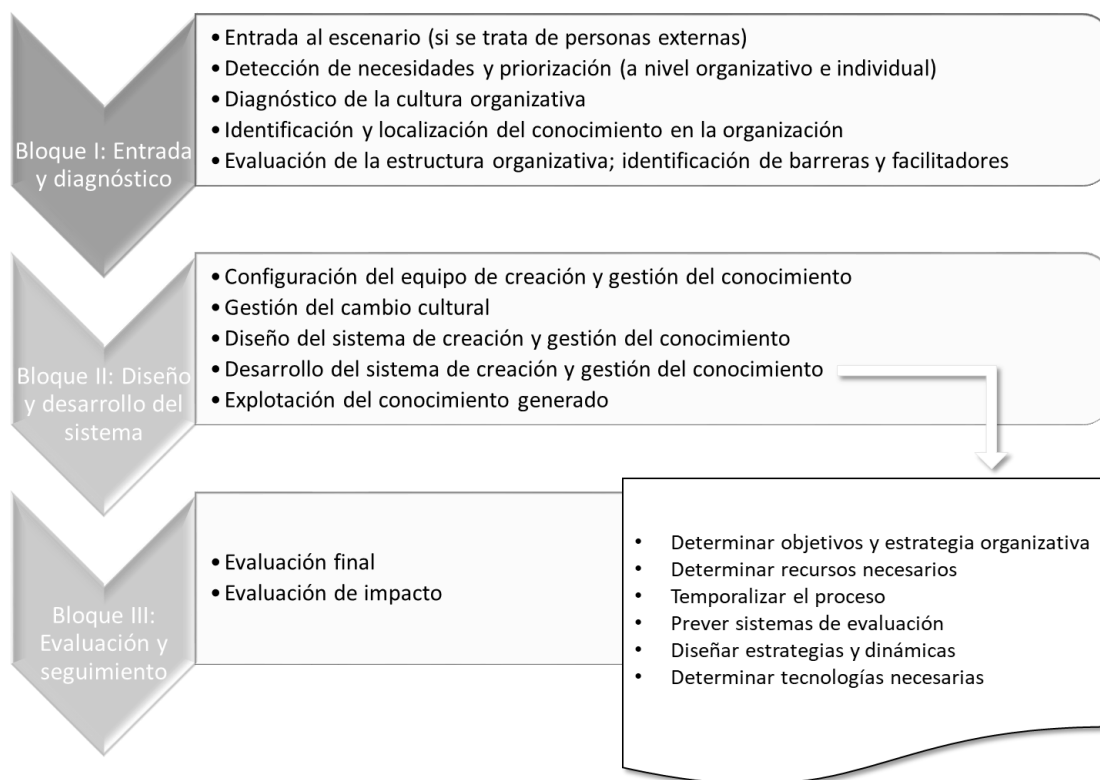 Bloque I: Entrada
y diagnóstico
• Entrada al escenario (si se trata de personas externas)
• Detección de necesidades y priorización (a nivel organizativo e individual)
• Diagnóstico de la cultura organizativa
• Identificación y localización del conocimiento en la organización
• Evaluación de la estructura organizativa; identificación de barreras y facilitadores
Bloque II: Diseño
y desarrollo del
sistema
• Configuración del equipo de creación y gestión del conocimiento
• Gestión del cambio cultural
• Diseño del sistema de creación y gestión del conocimiento
• Desarrollo del sistema de creación y gestión del conocimiento
• Explotación del conocimiento generado
Bloque III:
Evaluación y
seguimiento
• Evaluación final
• Evaluación de impacto
• Determinar objetivos y estrategia organizativa
• Determinar recursos necesarios
• Temporalizar el proceso
• Prever sistemas de evaluación
• Diseñar estrategias y dinámicas
• Determinar tecnologías necesarias